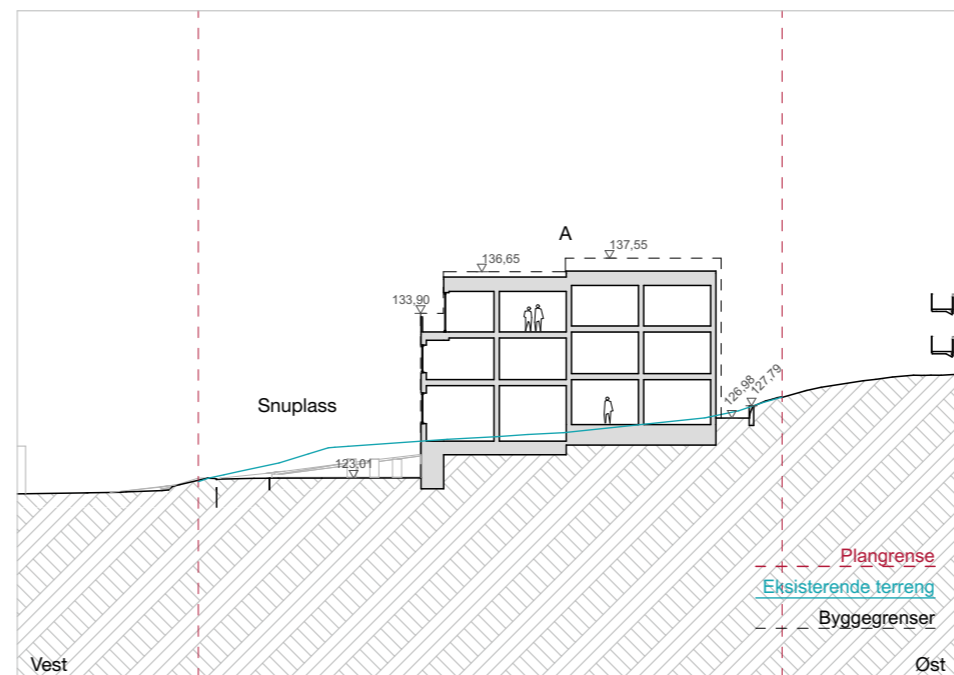 A
137,55
136,65
133,90
126,98
127,79
Snuplass
123,01
Plangrense
Eksisterende terreng
Byggegrenser
Vest
Øst